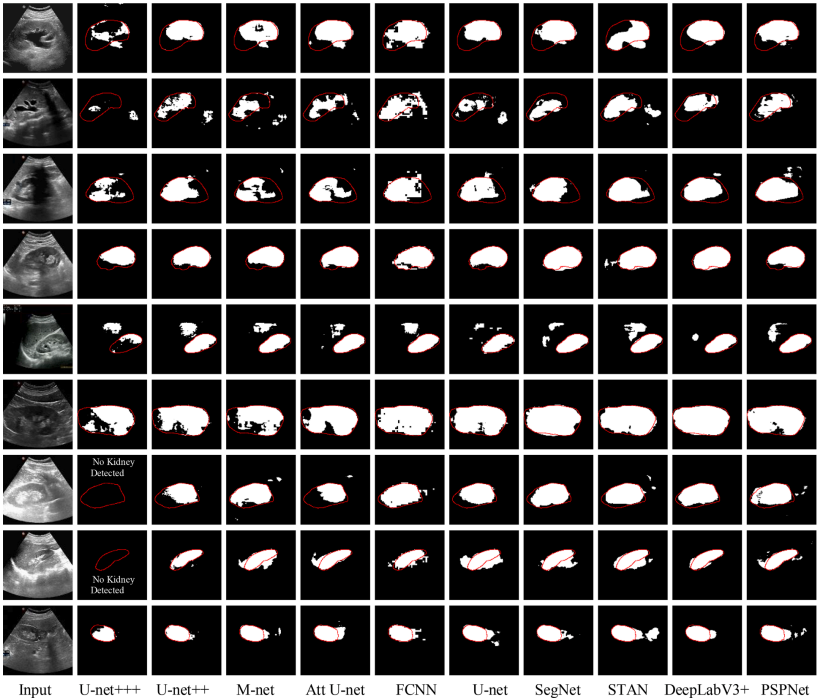 No Kidney
Detected
No Kidney
Detected
Input U-net+++ U-net++ M-net Att U-net FCNN U-net SegNet STAN DeepLabV3+ PSPNet